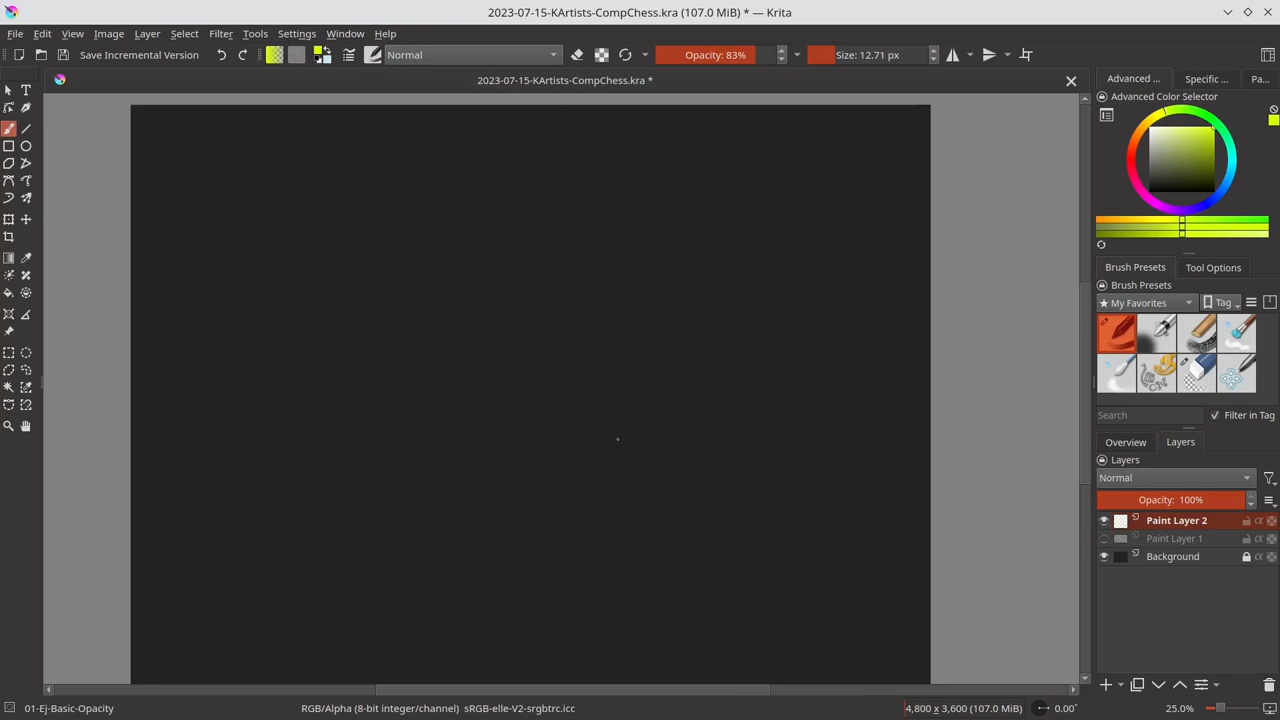 2023-07-15-KArtists-CompChess.kra (107.0 MiB) * — Krita
File Edit View Image Layer Select Filter Tools Settings Window Help
Save Incremental Version Normal Opacity: 83% Size: 12.71 px
2023-07-15-KArtists-CompChess.kra *
Advanced ... Specific ... Pa...
Advanced Color Selector
Brush Presets Tool Options
Brush Presets
★ My Favorites Tag
Search Filter in Tag
Overview Layers
Layers
Normal
Opacity: 100%
Paint Layer 2
Paint Layer 1
Background
01-Ej-Basic-Opacity RGB/Alpha (8-bit integer/channel) sRGB-elle-V2-srgbtrc.icc 4,800 x 3,600 (107.0 MiB) 0.00° 25.0%